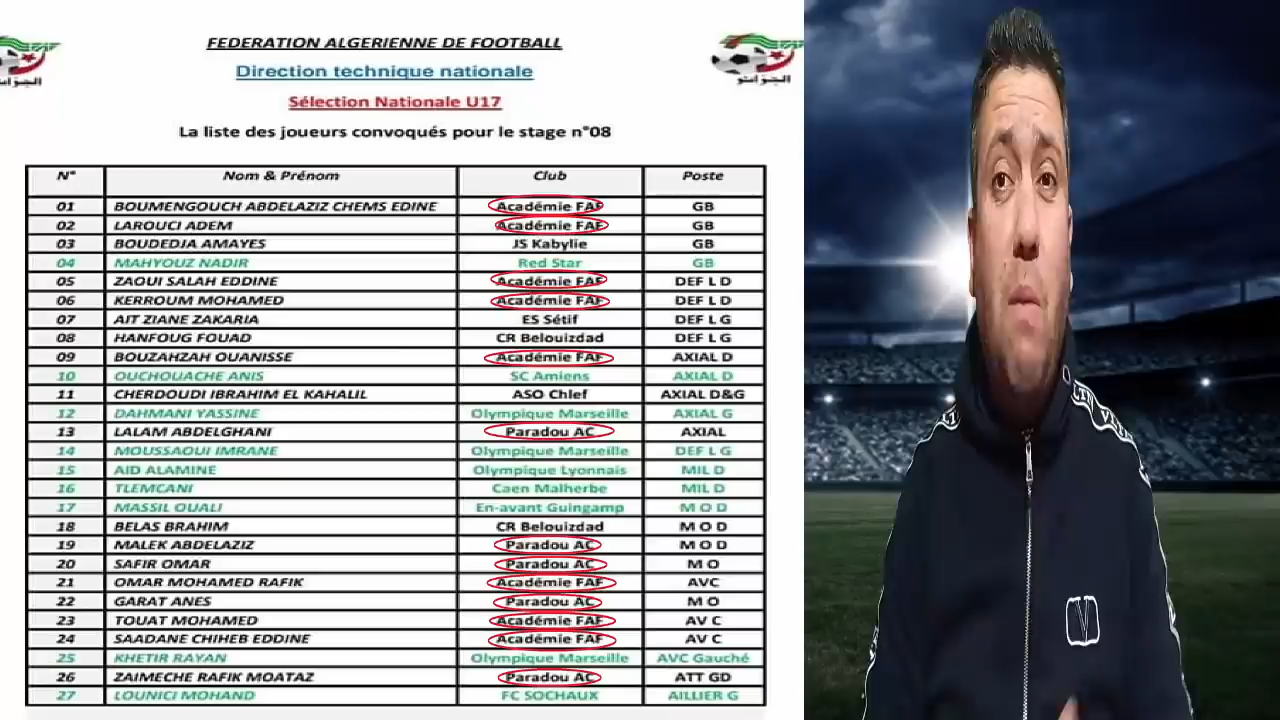 FEDERATION ALGERIENNE DE FOOTBALL
Direction technique nationale
Sélection Nationale U17
La liste des joueurs convoqués pour le stage n°08
N° Nom & Prénom Club Poste
01 BOUMENGOUCH ABDELAZIZ CHEMS EDINE Académie FAF GB
02 LAROUCI ADEM Académie FAF GB
03 BOUDEDJA AMAYES JS Kabylie GB
04 MAHYOUZ NADIR Red Star GB
05 ZAOUI SALAH EDDINE Académie FAF DEF L D
06 KERROUM MOHAMED Académie FAF DEF L D
07 AIT ZIANE ZAKARIA ES Sétif DEF L G
08 HANFOUG FOUAD CR Belouizdad DEF L G
09 BOUZAHZAH OUANISSE Académie FAF AXIAL D
10 OUCHOUACHE ANIS SC Amiens AXIAL D
11 CHERDOUDI IBRAHIM EL KAHALIL ASO Chlef AXIAL D&G
12 DAHMANI YASSINE Olympique Marseille AXIAL G
13 LALAM ABDELGHANI Paradou AC AXIAL
14 MOUSSAOUI IMRANE Olympique Marseille DEF L G
15 AID ALAMINE Olympique Lyonnais MIL D
16 TLEMCANI Caen Malherbe MIL D
17 MASSIL OUALI En-avant Guingamp M O D
18 BELAS BRAHIM CR Belouizdad M O D
19 MALEK ABDELAZIZ Paradou AC M O D
20 SAFIR OMAR Paradou AC M O
21 OMAR MOHAMED RAFIK Académie FAF AVC
22 GARAT ANES Paradou AC M O
23 TOUAT MOHAMED Académie FAF AV C
24 SAADANE CHIHEB EDDINE Académie FAF AV C
25 KHETIR RAYAN Olympique Marseille AVC Gauché
26 ZAIMECHE RAFIK MOATAZ Paradou AC ATT GD
27 LOUNICI MOHAND FC SOCHAUX AILLIER G
V